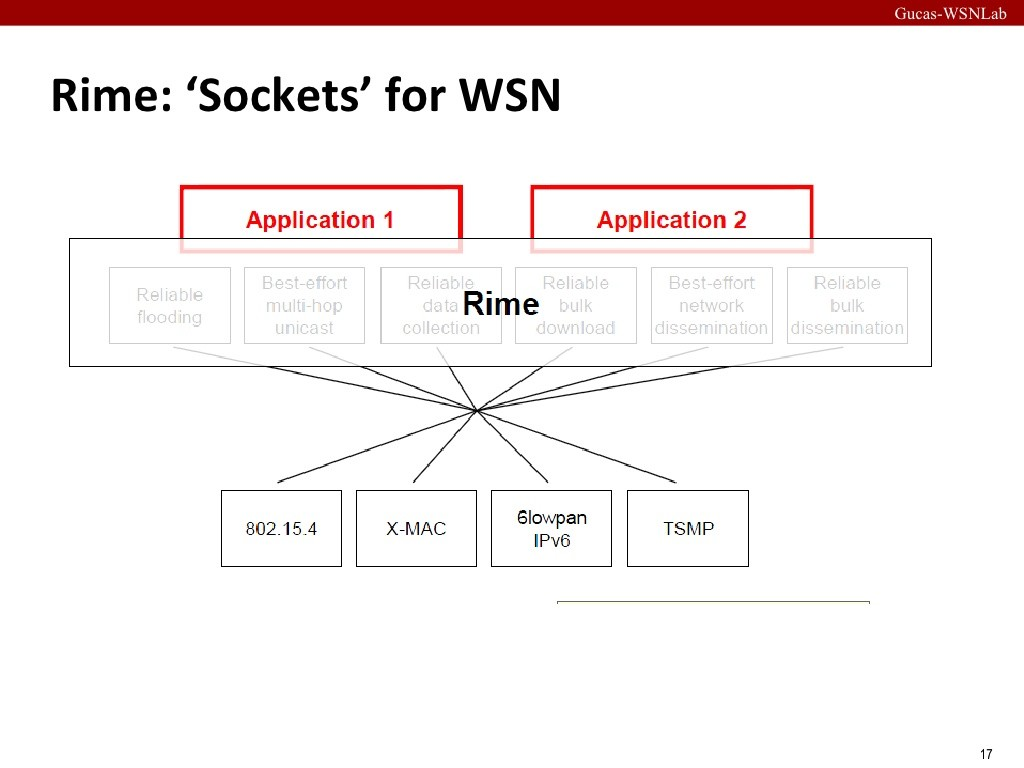 Gucas-WSNLab
Rime: ‘Sockets’ for WSN
Application 1
Application 2
Reliable
flooding
Best-effort
multi-hop
unicast
Reliable
data
collection
Rime
Reliable
bulk
download
Best-effort
network
dissemination
Reliable
bulk
dissemination
802.15.4
X-MAC
6lowpan
IPv6
TSMP
17